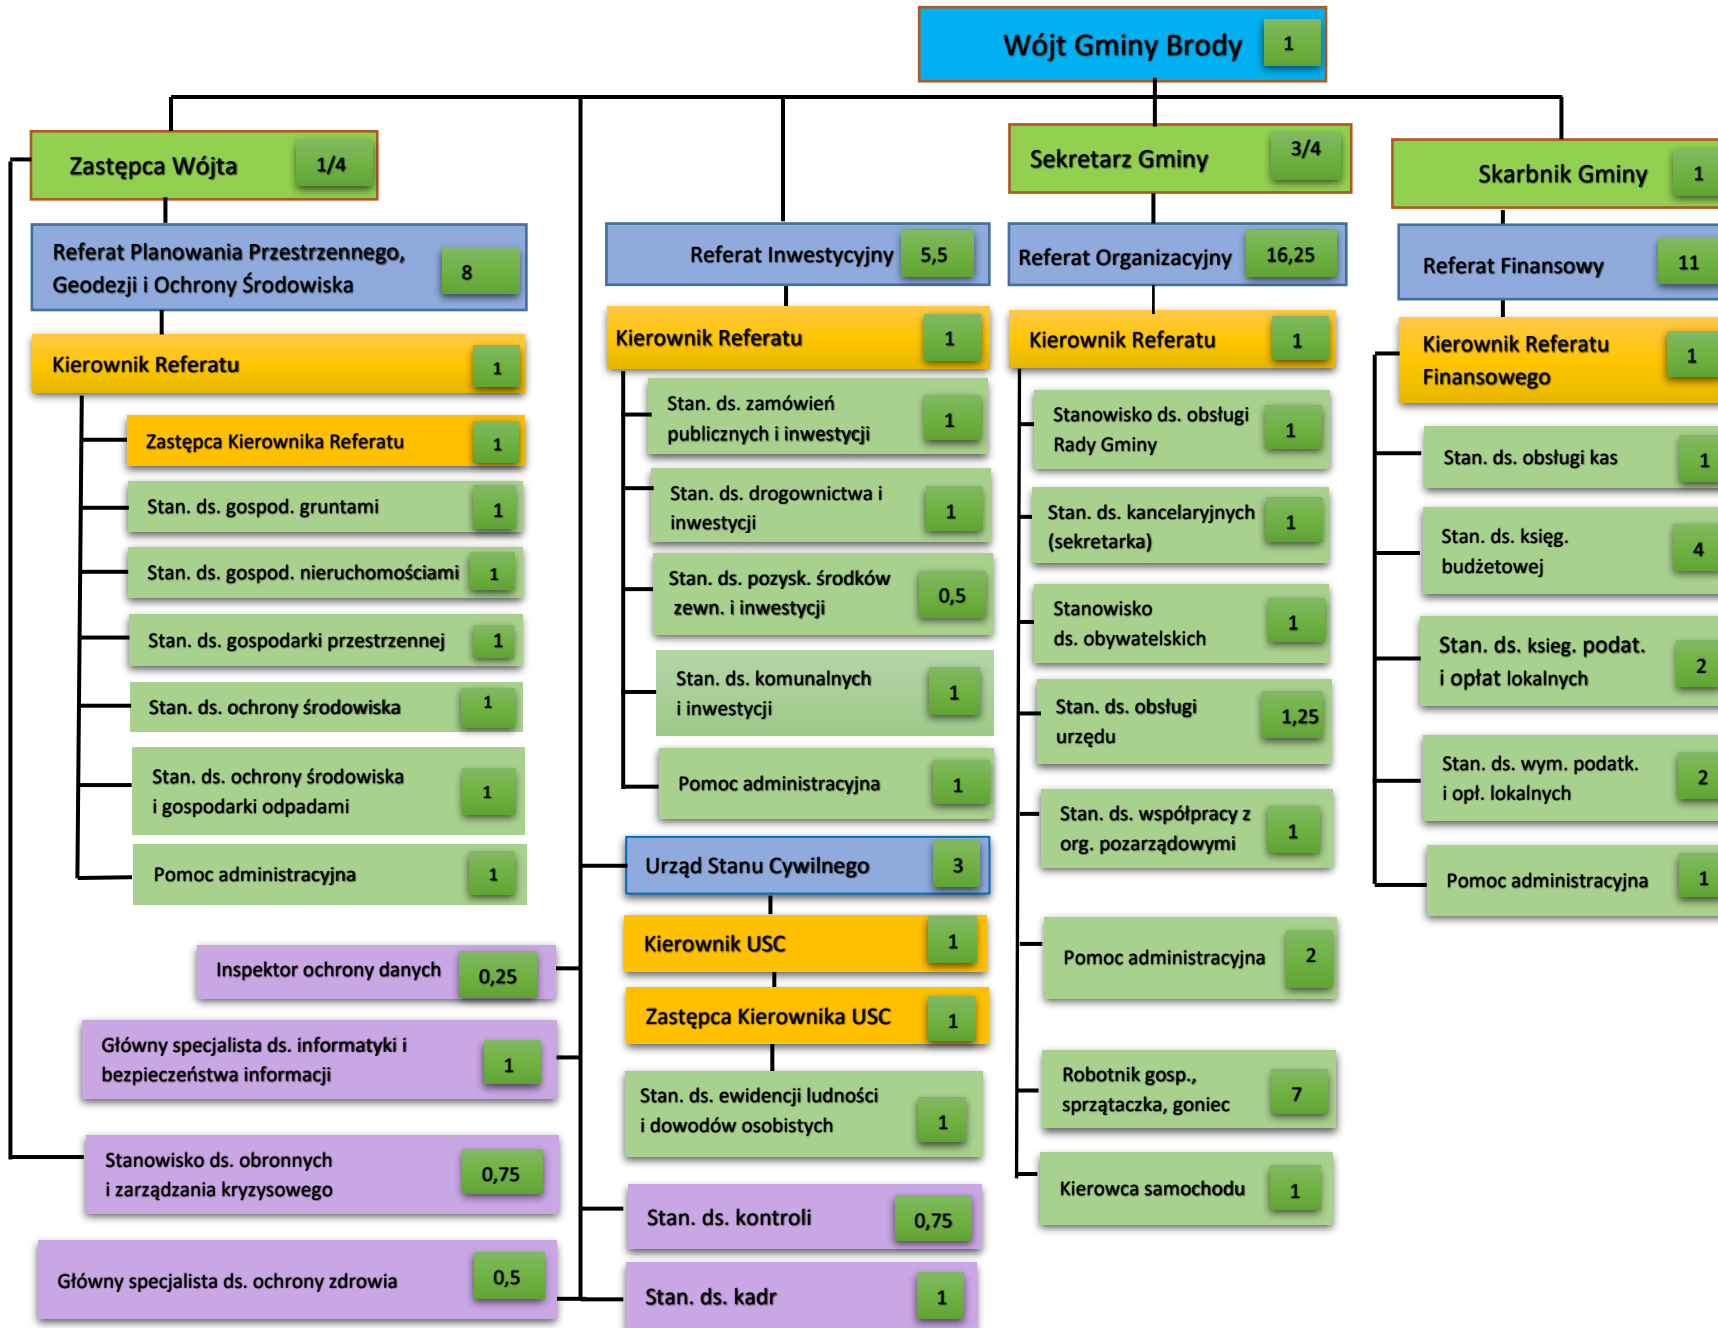 Wójt Gminy Brody 1
Zastępca Wójta 1/4
Referat Planowania Przestrzennego,
Geodezji i Ochrony Środowiska 8
Kierownik Referatu 1
Zastępca Kierownika Referatu 1
Stan. ds. gospod. gruntami 1
Stan. ds. gospod. nieruchomościami 1
Stan. ds. gospodarki przestrzennej 1
Stan. ds. ochrony środowiska 1
Stan. ds. ochrony środowiska
i gospodarki odpadami 1
Pomoc administracyjna 1
Inspektor ochrony danych 0,25
Główny specjalista ds. informatyki i
bezpieczeństwa informacji 1
Stanowisko ds. obronnych
i zarządzania kryzysowego 0,75
Główny specjalista ds. ochrony zdrowia 0,5
Referat Inwestycyjny 5,5
Kierownik Referatu 1
Stan. ds. zamówień
publicznych i inwestycji 1
Stan. ds. drogownictwa i
inwestycji 1
Stan. ds. pozysk. środków
zewn. i inwestycji 0,5
Stan. ds. komunalnych
i inwestycji 1
Pomoc administracyjna 1
Urząd Stanu Cywilnego 3
Kierownik USC 1
Zastępca Kierownika USC 1
Stan. ds. ewidencji ludności
i dowodów osobistych 1
Stan. ds. kontroli 0,75
Stan. ds. kadr 1
Sekretarz Gminy 3/4
Referat Organizacyjny 16,25
Kierownik Referatu 1
Stanowisko ds. obsługi
Rady Gminy 1
Stan. ds. kancelaryjnych
(sekretarka) 1
Stanowisko
ds. obywatelskich 1
Stan. ds. obsługi
urzędu 1,25
Stan. ds. współpracy z
org. pozarządowymi 1
Pomoc administracyjna 2
Robotnik gosp.,
sprzątaczka, goniec 7
Kierowca samochodu 1
Skarbnik Gminy 1
Referat Finansowy 11
Kierownik Referatu
Finansowego 1
Stan. ds. obsługi kas 1
Stan. ds. księg.
budżetowej 4
Stan. ds. ksieg. podat.
i opłat lokalnych 2
Stan. ds. wym. podatk.
i opł. lokalnych 2
Pomoc administracyjna 1